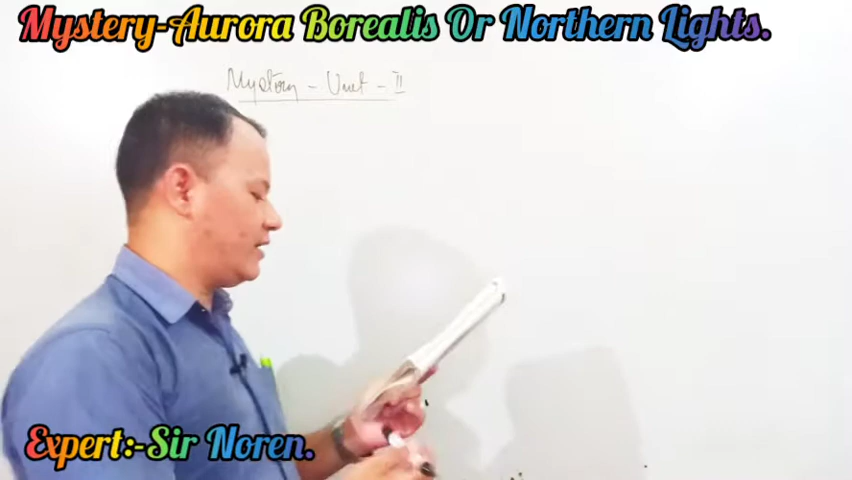 Mystery-Aurora Borealis Or Northern Lights.
Mystery - Unit - II
Expert:-Sir Noren.